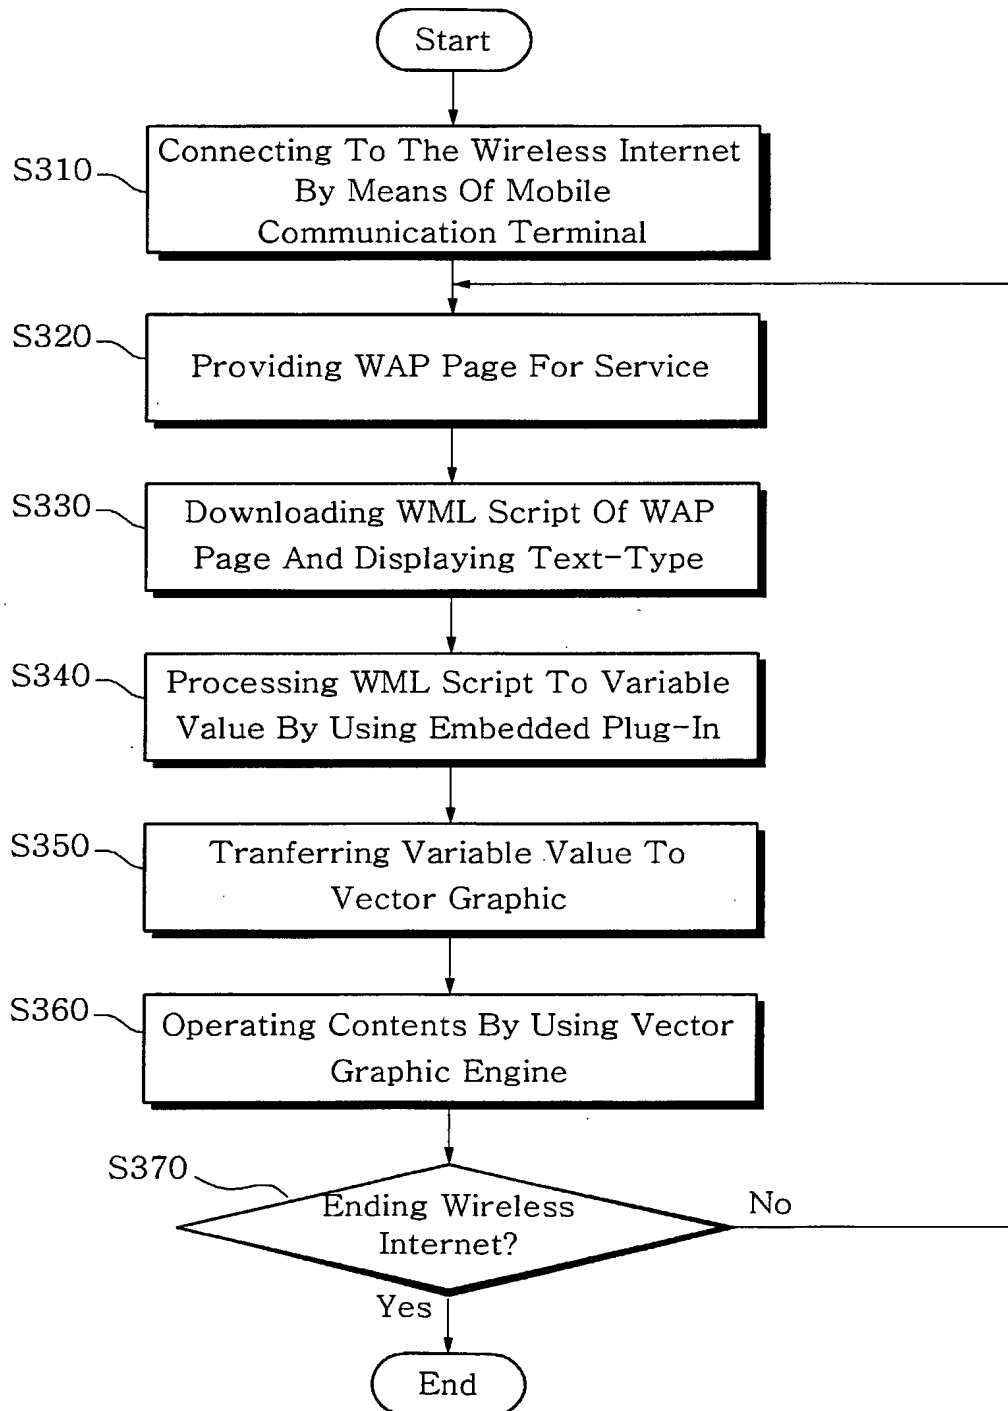 Start
S310
Connecting To The Wireless Internet
By Means Of Mobile
Communication Terminal
S320
Providing WAP Page For Service
S330
Downloading WML Script Of WAP
Page And Displaying Text-Type
S340
Processing WML Script To Variable
Value By Using Embedded Plug-In
S350
Tranferring Variable Value To
Vector Graphic
S360
Operating Contents By Using Vector
Graphic Engine
S370
Ending Wireless
Internet?
No
Yes
End